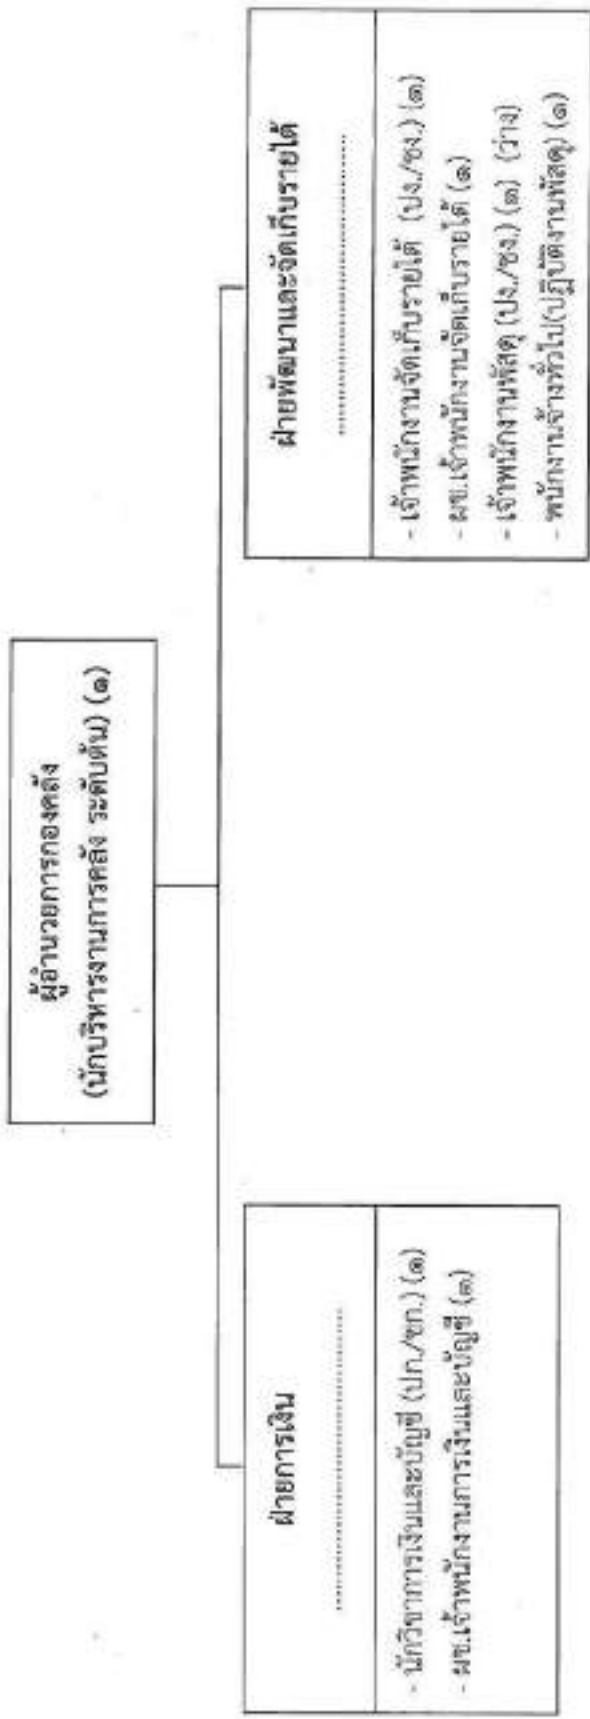 ผู้อำนวยการกองคลัง
(นักบริหารงานการคลัง ระดับต้น) (๑)
ฝ่ายการเงิน
................................................
- นักวิชาการเงินและบัญชี (ปก./ชก.) (๑)
- ผช.เจ้าพนักงานการเงินและบัญชี (๑)
ฝ่ายพัฒนาและจัดเก็บรายได้
................................................
- เจ้าพนักงานจัดเก็บรายได้ (ปง./ชง.) (๑)
- ผช.เจ้าพนักงานจัดเก็บรายได้ (๑)
- เจ้าพนักงานพัสดุ (ปง./ชง.) (๑) (ว่าง)
- พนักงานจ้างทั่วไป(ปฏิบัติงานพัสดุ) (๑)